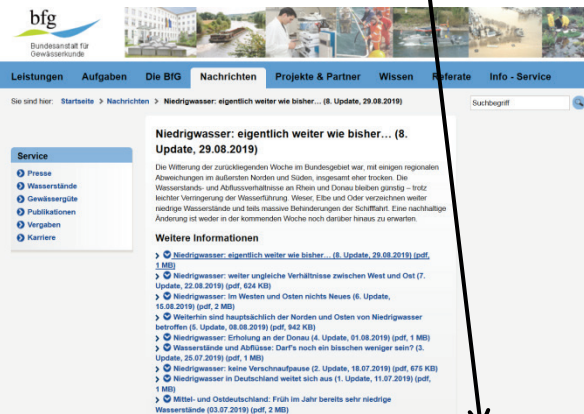 bfg
Bundesanstalt für
Gewässerkunde
Leistungen Aufgaben Die BfG Nachrichten Projekte & Partner Wissen Referate Info - Service
Sie sind hier: Startseite > Nachrichten > Niedrigwasser: eigentlich weiter wie bisher… (8. Update, 29.08.2019)
Suchbegriff
Service
Presse
Wasserstände
Gewässergüte
Publikationen
Vergaben
Karriere
Niedrigwasser: eigentlich weiter wie bisher… (8.
Update, 29.08.2019)
Die Witterung der zurückliegenden Woche im Bundesgebiet war, mit einigen regionalen
Abweichungen im äußersten Norden und Süden, insgesamt eher trocken. Die
Wasserstands- und Abflussverhältnisse an Rhein und Donau bleiben günstig – trotz
leichter Verringerung der Wasserführung. Weser, Elbe und Oder verzeichnen weiter
niedrige Wasserstände und teils massive Behinderungen der Schifffahrt. Eine nachhaltige
Änderung ist weder in der kommenden Woche noch darüber hinaus zu erwarten.
Weitere Informationen
> Niedrigwasser: eigentlich weiter wie bisher… (8. Update, 29.08.2019) (pdf,
1 MB)
> Niedrigwasser: weiter ungleiche Verhältnisse zwischen West und Ost (7.
Update, 22.08.2019) (pdf, 624 KB)
> Niedrigwasser: Im Westen und Osten nichts Neues (6. Update,
15.08.2019) (pdf, 2 MB)
> Weiterhin sind hauptsächlich der Norden und Osten von Niedrigwasser
betroffen (5. Update, 08.08.2019) (pdf, 942 KB)
> Niedrigwasser: Erholung an der Donau (4. Update, 01.08.2019) (pdf, 1 MB)
> Wasserstände und Abflüsse: Darf's noch ein bisschen weniger sein? (3.
Update, 25.07.2019) (pdf, 1 MB)
> Niedrigwasser: keine Verschnaufpause (2. Update, 18.07.2019) (pdf, 675 KB)
> Niedrigwasser in Deutschland weitet sich aus (1. Update, 11.07.2019) (pdf,
1 MB)
> Mittel- und Ostdeutschland: Früh im Jahr bereits sehr niedrige
Wasserstände (03.07.2019) (pdf, 2 MB)